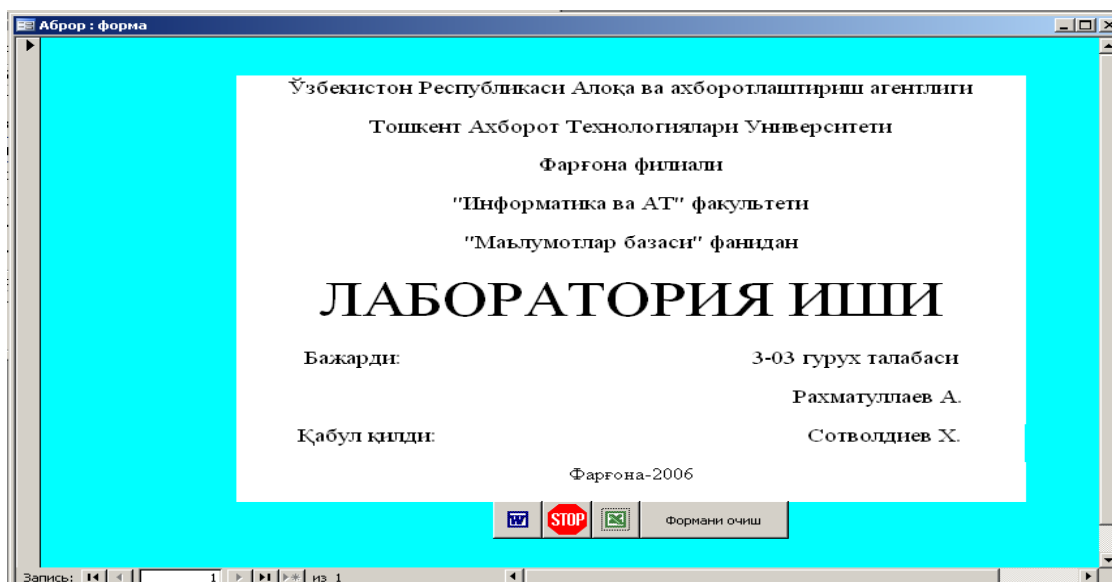 Аброр : форма
Ўзбекистон Республикаси Алоқа ва ахборотлаштириш агентлиги
Тошкент Ахборот Технологиялари Университети
Фарғона филиали
"Информатика ва АТ" факультети
"Маьлумотлар базаси" фанидан
ЛАБОРАТОРИЯ ИШИ
Бажарди: 3-03 гурух талабаси
Рахматуллаев А.
Қабул қилди: Сотволдиев Х.
Фарғона-2006
W STOP X Формани очиш
Запись: 1 из 1